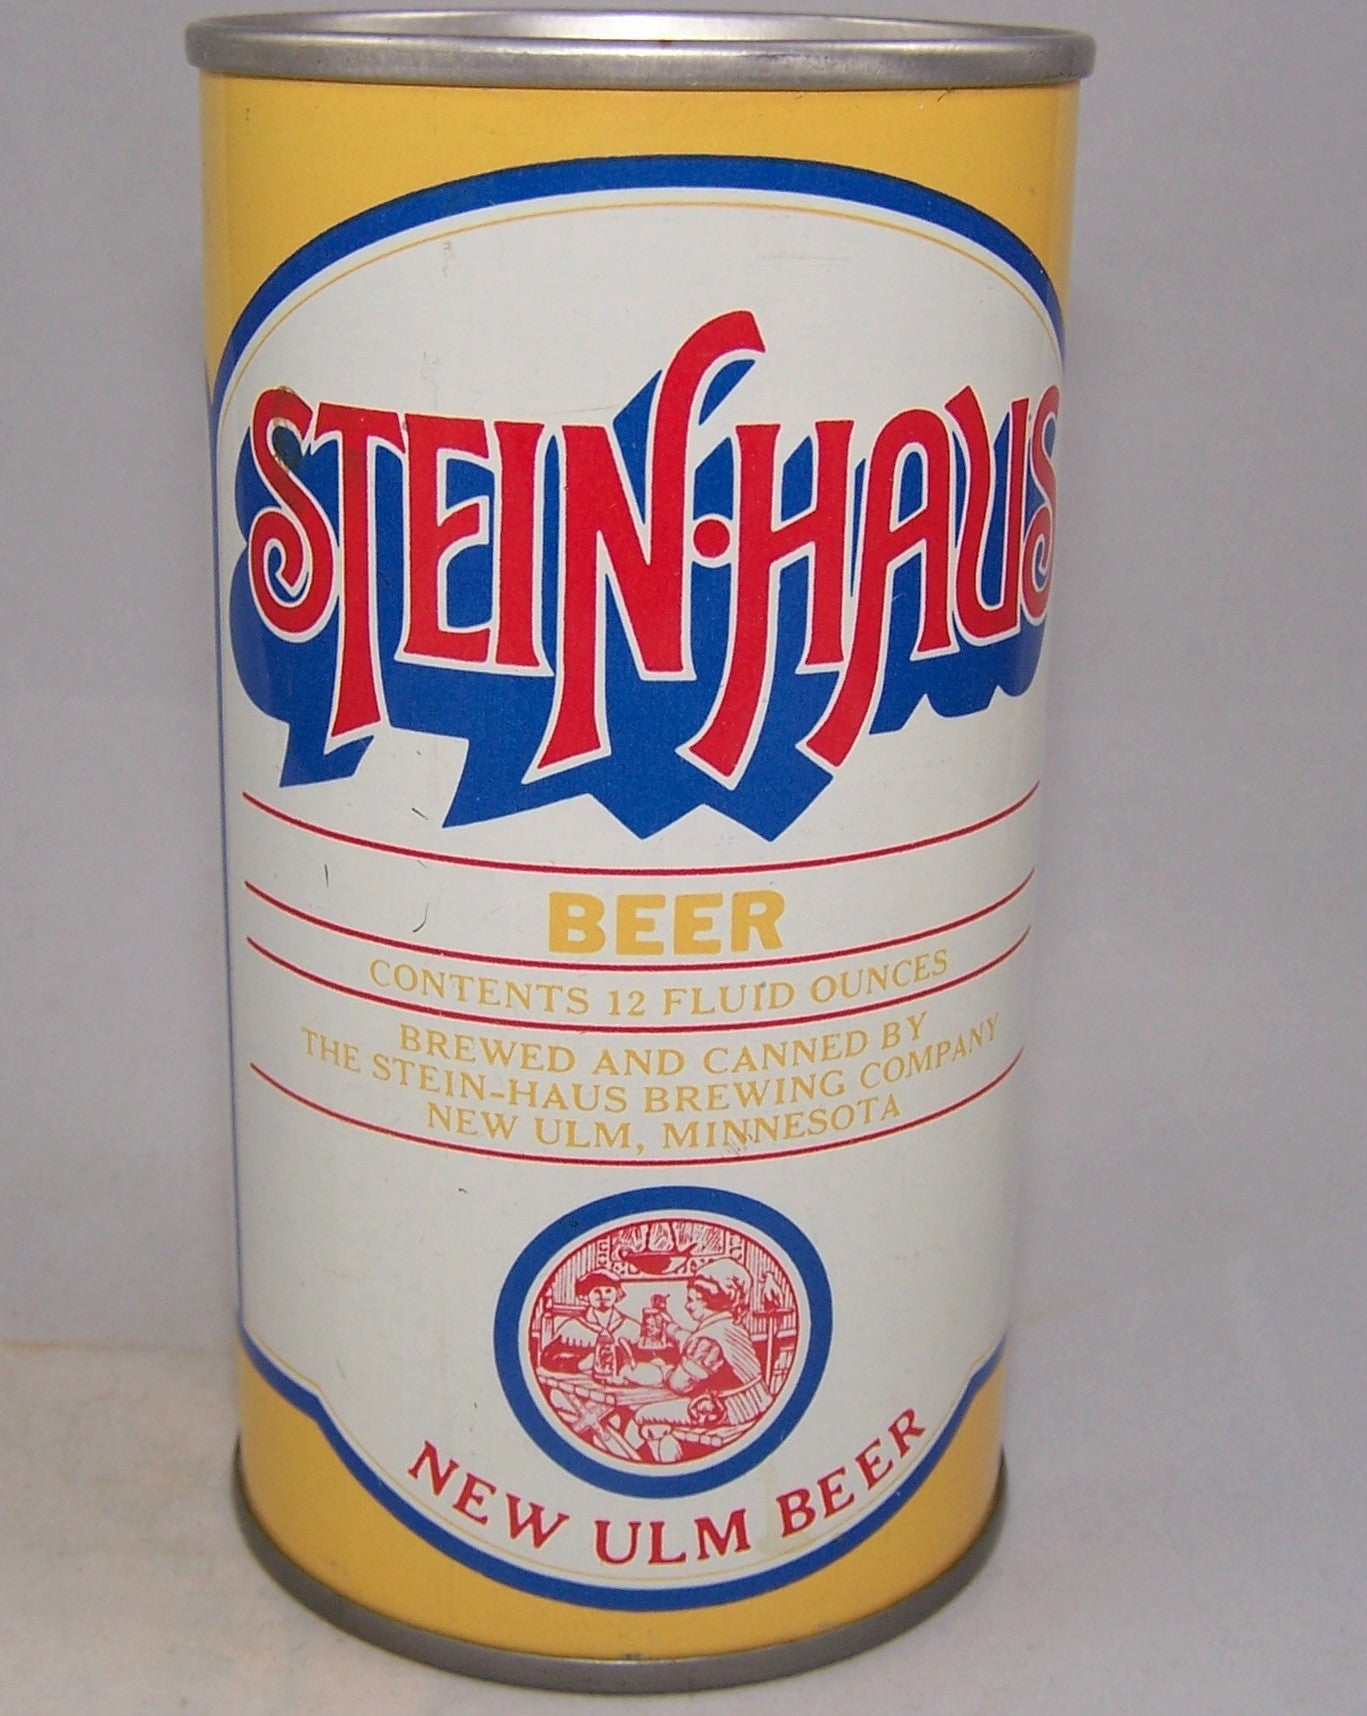 STEIN·HAUS
BEER
CONTENTS 12 FLUID OUNCES
BREWED AND CANNED BY
THE STEIN-HAUS BREWING COMPANY
NEW ULM, MINNESOTA
NEW ULM BEER